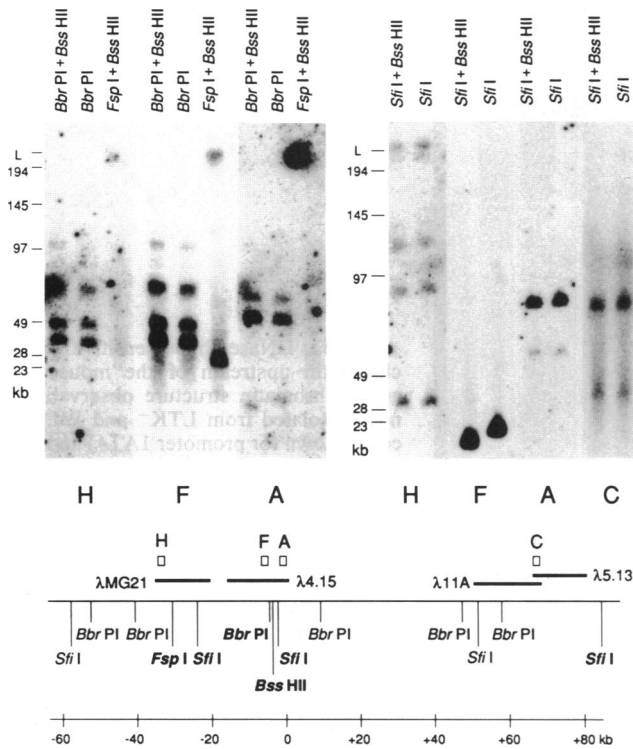 Bbr PI + Bss HII
Bbr PI
Fsp I + Bss HII
Bbr PI + Bss HII
Bbr PI
Fsp I + Bss HII
Bbr PI + Bss HII
Bbr PI
Fsp I + Bss HII
Sfi I + Bss HII
Sfi I
Sfi I + Bss HII
Sfi I
Sfi I + Bss HII
Sfi I
Sfi I + Bss HII
Sfi I
L
194
145
97
49
28
23
kb
L
194
145
97
49
28
23
kb
H F A
H F A C
H F A C
λMG21 λ4.15 λ11A λ5.13
Bbr PI Bbr PI Bbr PI Bbr PI Bbr PI Bbr PI
Sfi I Fsp I Sfi I Sfi I Sfi I Sfi I
Bss HII
-60 -40 -20 0 +20 +40 +60 +80 kb